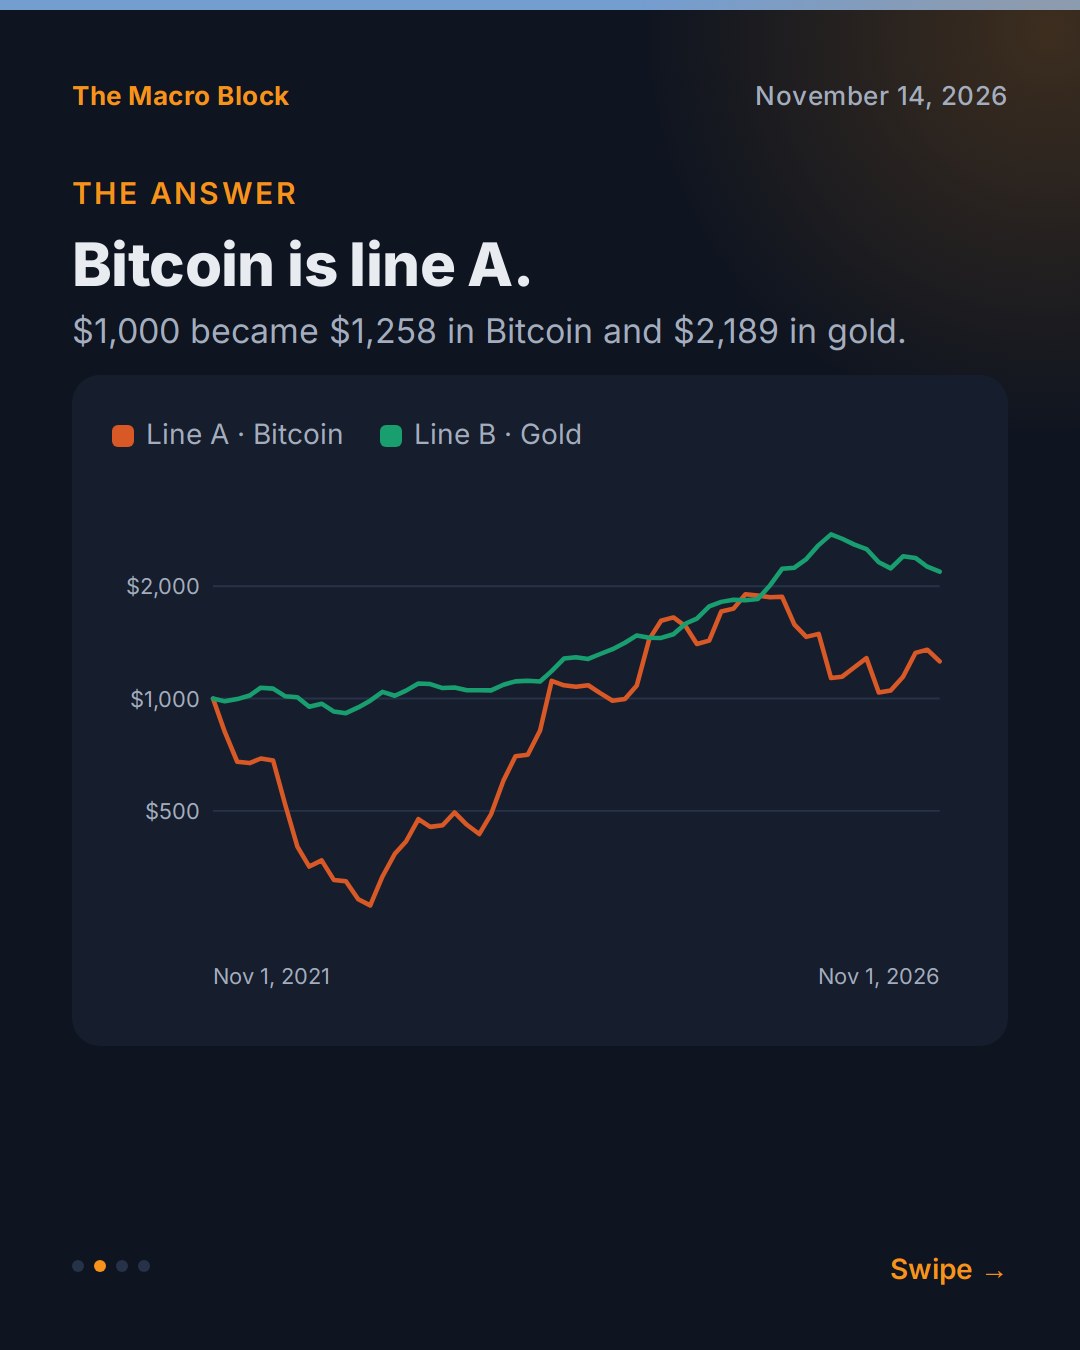 The Macro Block
November 14, 2026
THE ANSWER
Bitcoin is line A.
$1,000 became $1,258 in Bitcoin and $2,189 in gold.
Line A · Bitcoin
Line B · Gold
$2,000
$1,000
$500
Nov 1, 2021
Nov 1, 2026
Swipe →